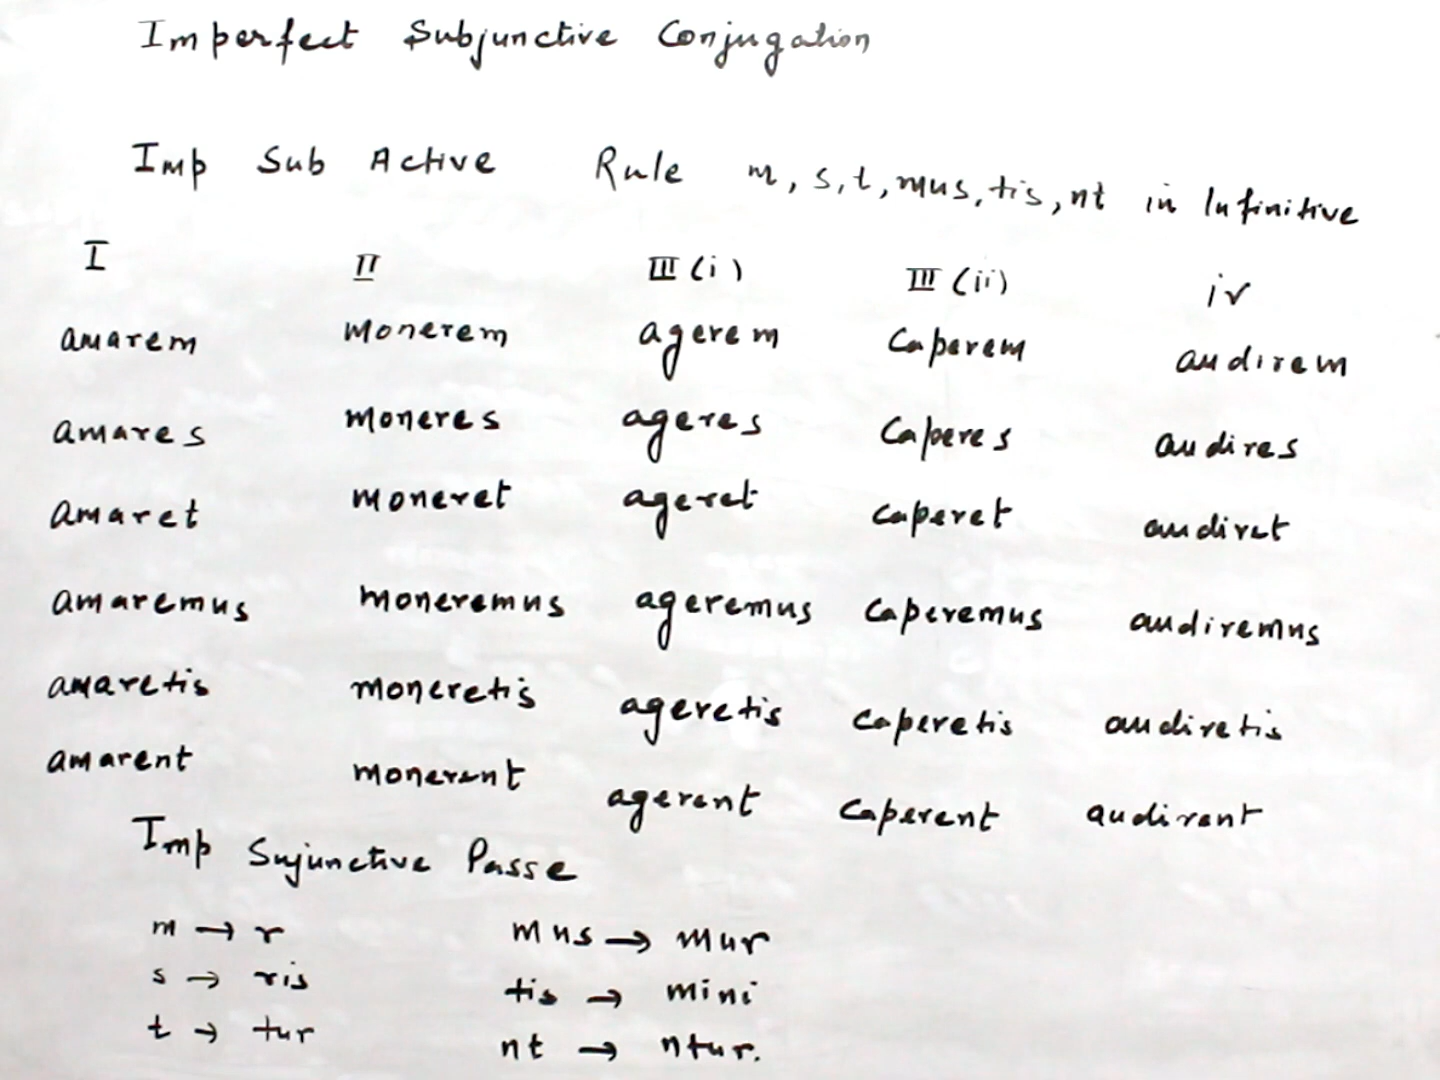 Imperfect Subjunctive Conjugation
Imp Sub Active Rule m, s, t, mus, tis, nt in Infinitive
I II III (i) III (ii) iv
amarem monerem agerem caperem audirem
amares moneres ageres caperes audires
amaret moneret ageret caperet audiret
amaremus moneremus ageremus caperemus audiremus
amaretis moneretis ageretis caperetis audiretis
amarent monerent agerent caperent audirent
Imp Sujunctive Passe
m → r mus → mur
s → ris tis → mini
t → tur nt → ntur.